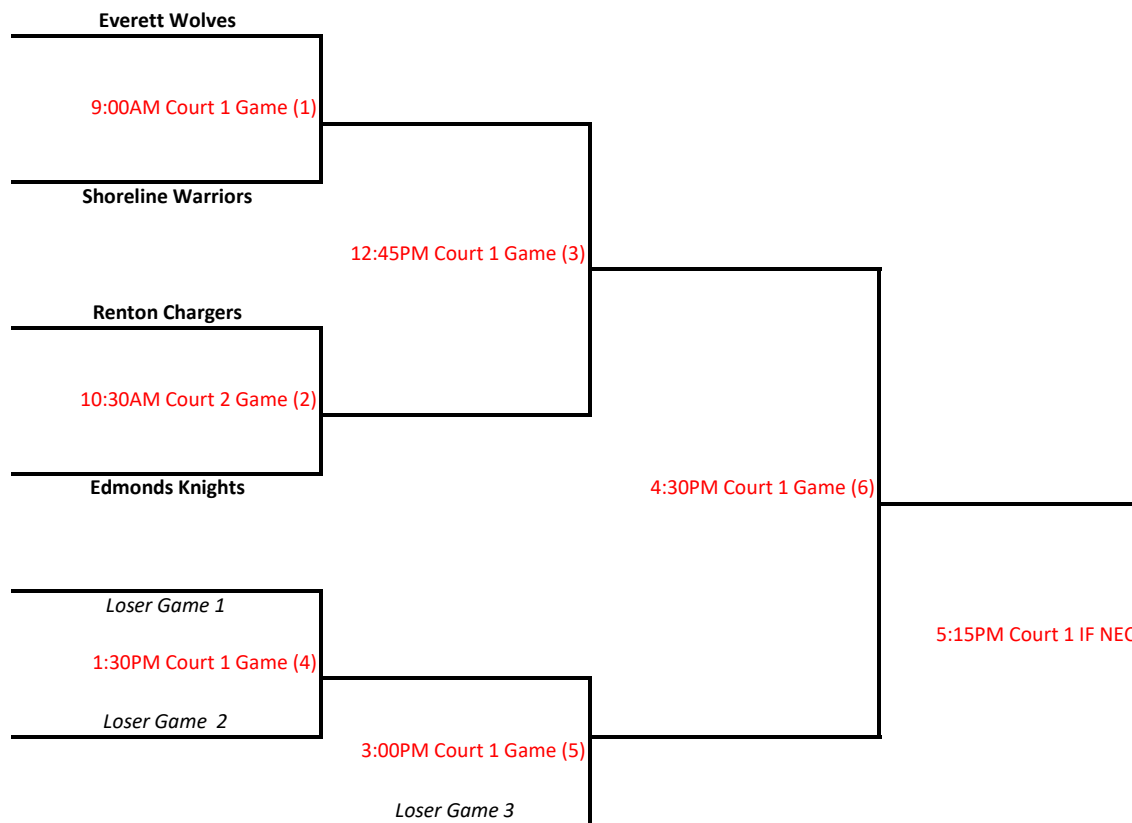 Everett Wolves
9:00AM Court 1 Game (1)
Shoreline Warriors
12:45PM Court 1 Game (3)
Renton Chargers
10:30AM Court 2 Game (2)
Edmonds Knights
4:30PM Court 1 Game (6)
Loser Game 1
5:15PM Court 1 IF NEC
1:30PM Court 1 Game (4)
Loser Game  2
3:00PM Court 1 Game (5)
Loser Game 3